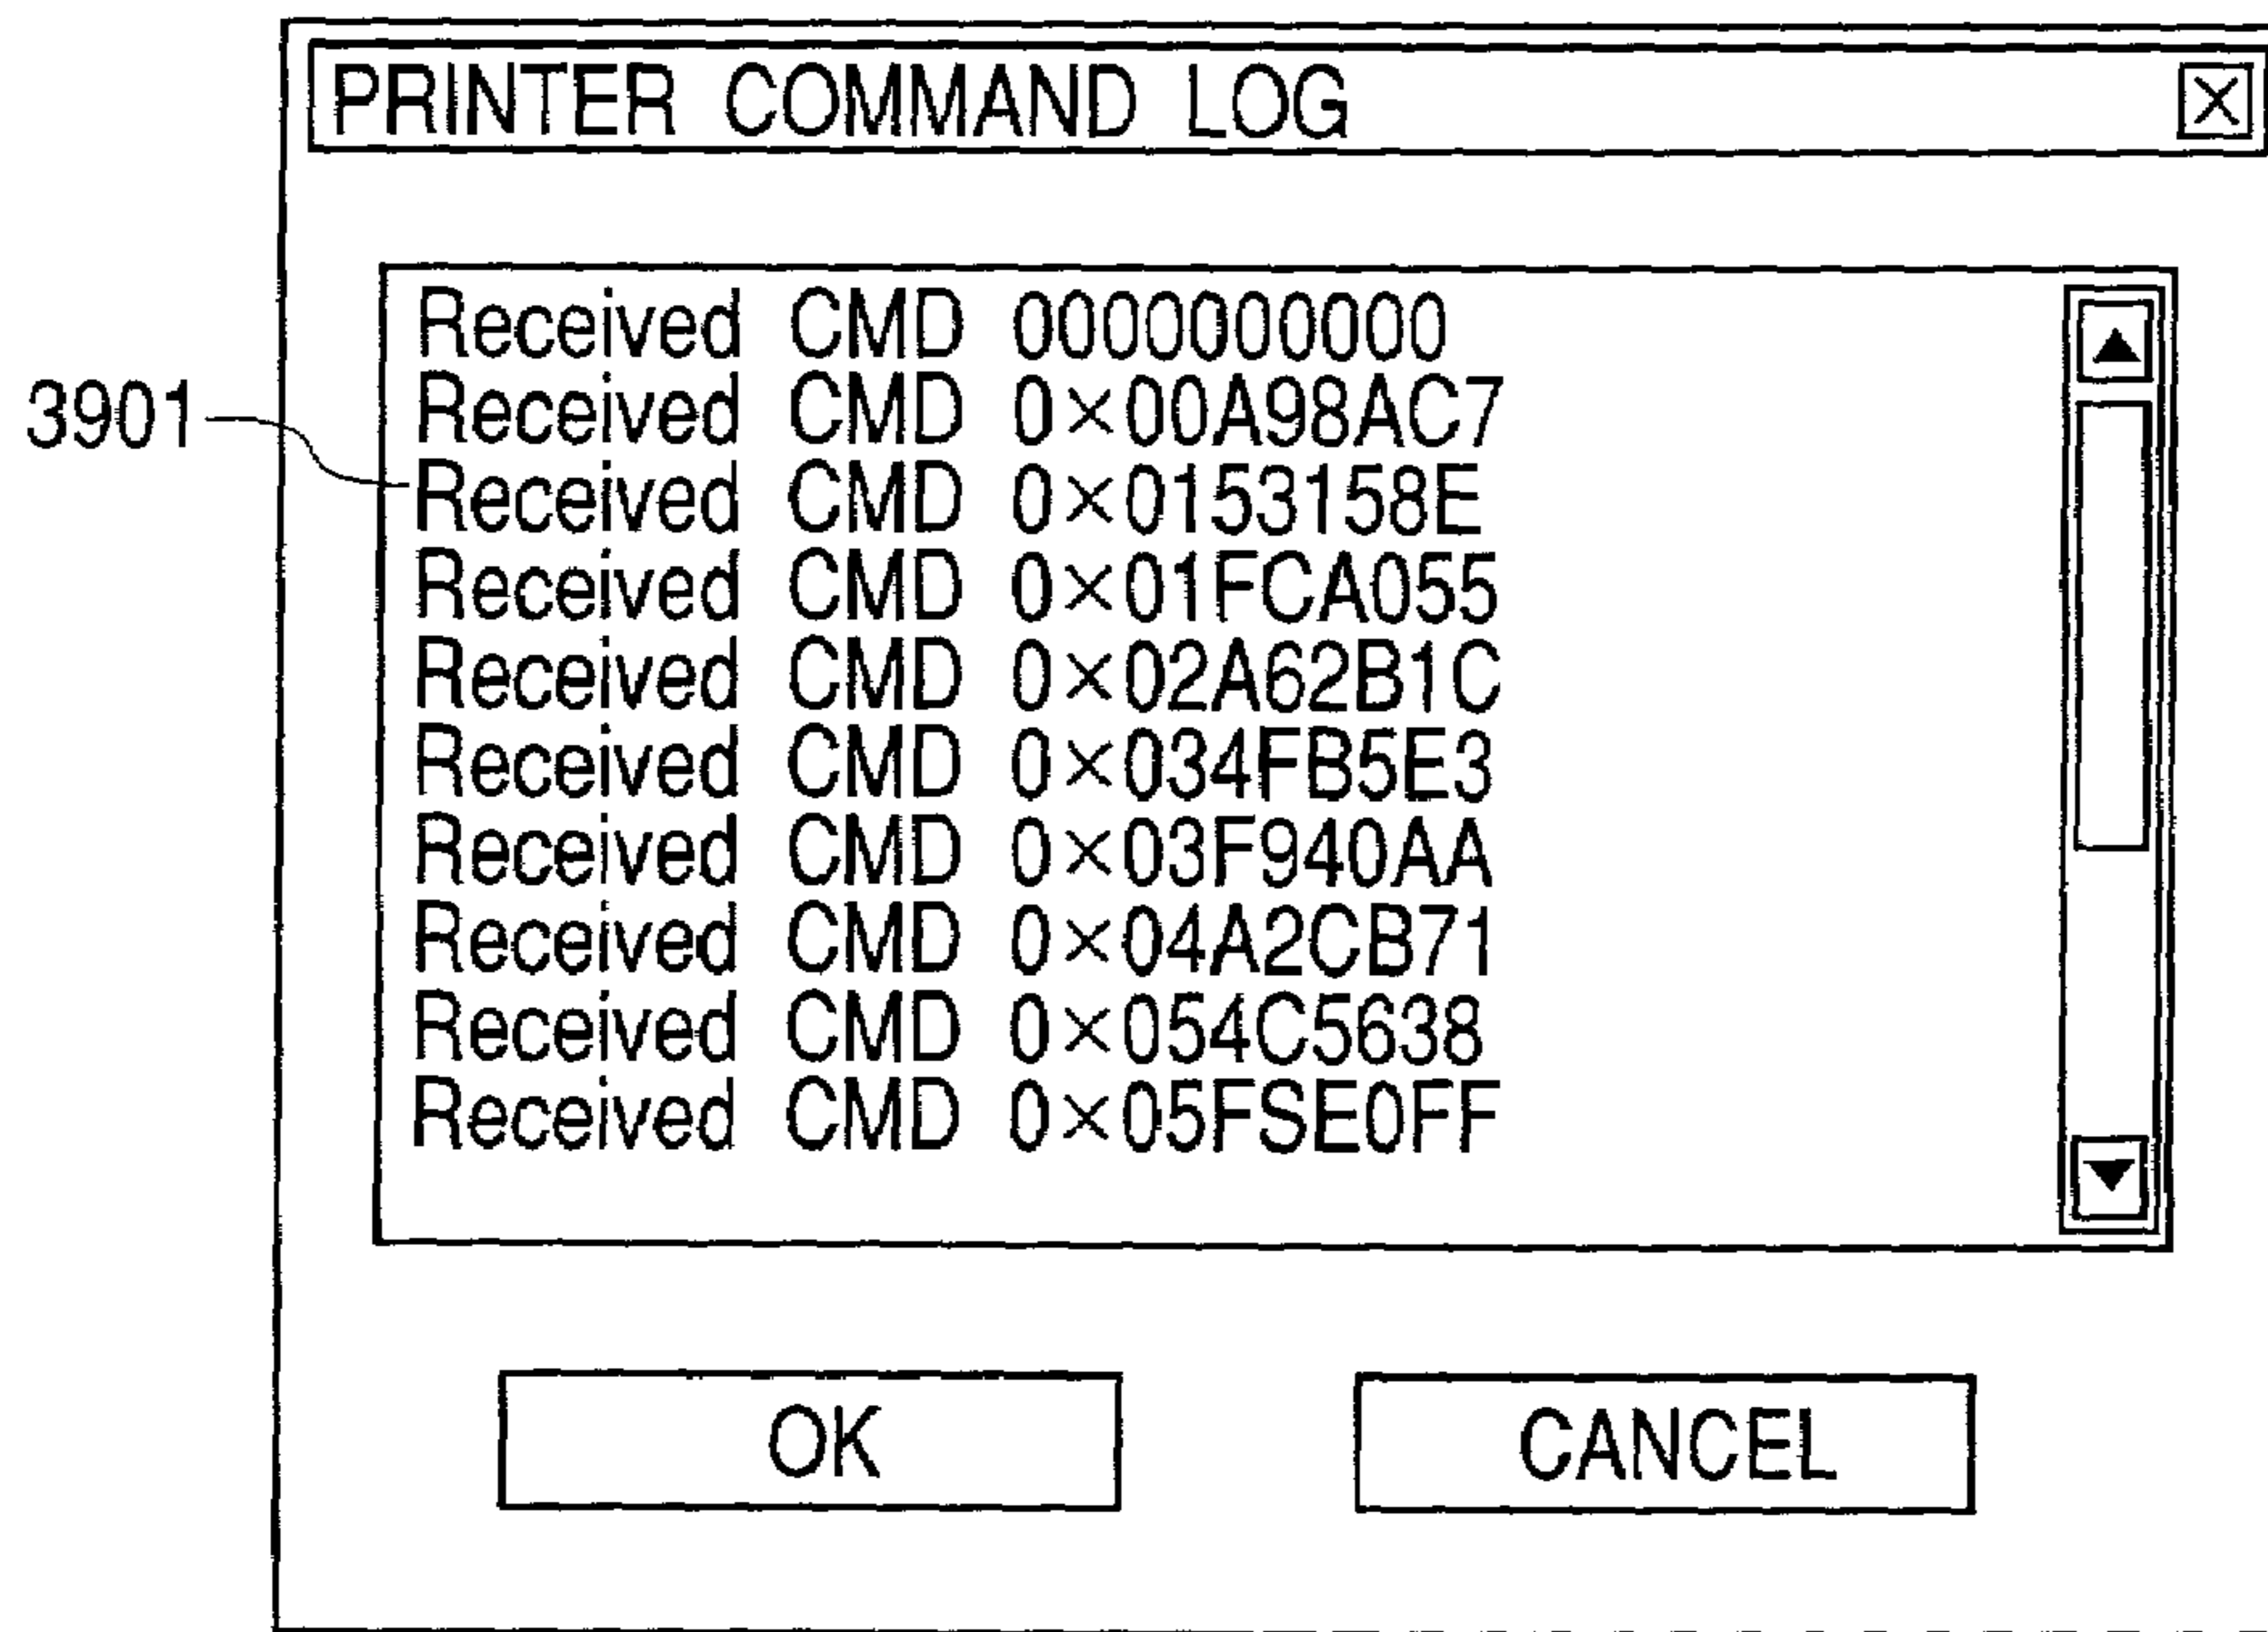 PRINTER COMMAND LOG
Received CMD 0000000000
3901
Received CMD 0×00A98AC7
Received CMD 0×0153158E
Received CMD 0×01FCA055
Received CMD 0×02A62B1C
Received CMD 0×034FB5E3
Received CMD 0×03F940AA
Received CMD 0×04A2CB71
Received CMD 0×054C5638
Received CMD 0×05FSE0FF
OK
CANCEL